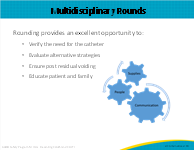 Multidisciplinary Rounds
Rounding provides an excellent opportunity to:
• Verify the need for the catheter
• Evaluate alternative strategies
• Ensure post residual voiding
• Educate patient and family
Together
People
Communication